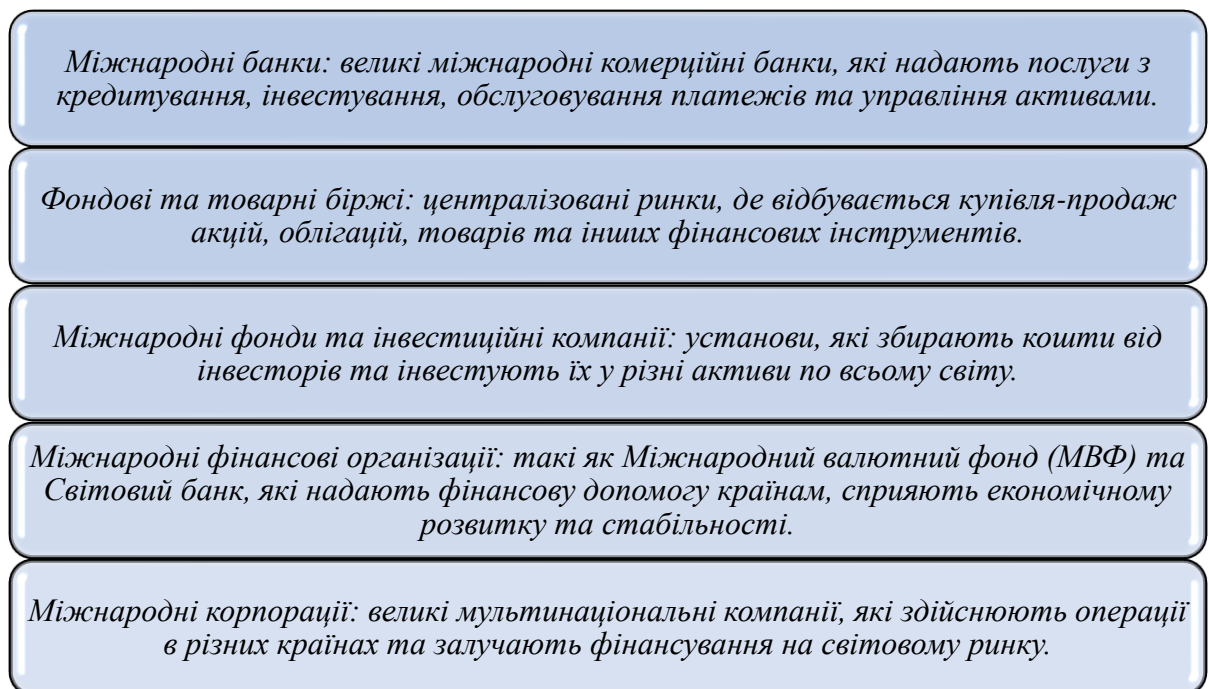 Міжнародні банки: великі міжнародні комерційні банки, які надають послуги з
кредитування, інвестування, обслуговування платежів та управління активами.
Фондові та товарні біржі: централізовані ринки, де відбувається купівля-продаж
акцій, облігацій, товарів та інших фінансових інструментів.
Міжнародні фонди та інвестиційні компанії: установи, які збирають кошти від
інвесторів та інвестують їх у різні активи по всьому світу.
Міжнародні фінансові організації: такі як Міжнародний валютний фонд (МВФ) та
Світовий банк, які надають фінансову допомогу країнам, сприяють економічному
розвитку та стабільності.
Міжнародні корпорації: великі мультинаціональні компанії, які здійснюють операції
в різних країнах та залучають фінансування на світовому ринку.